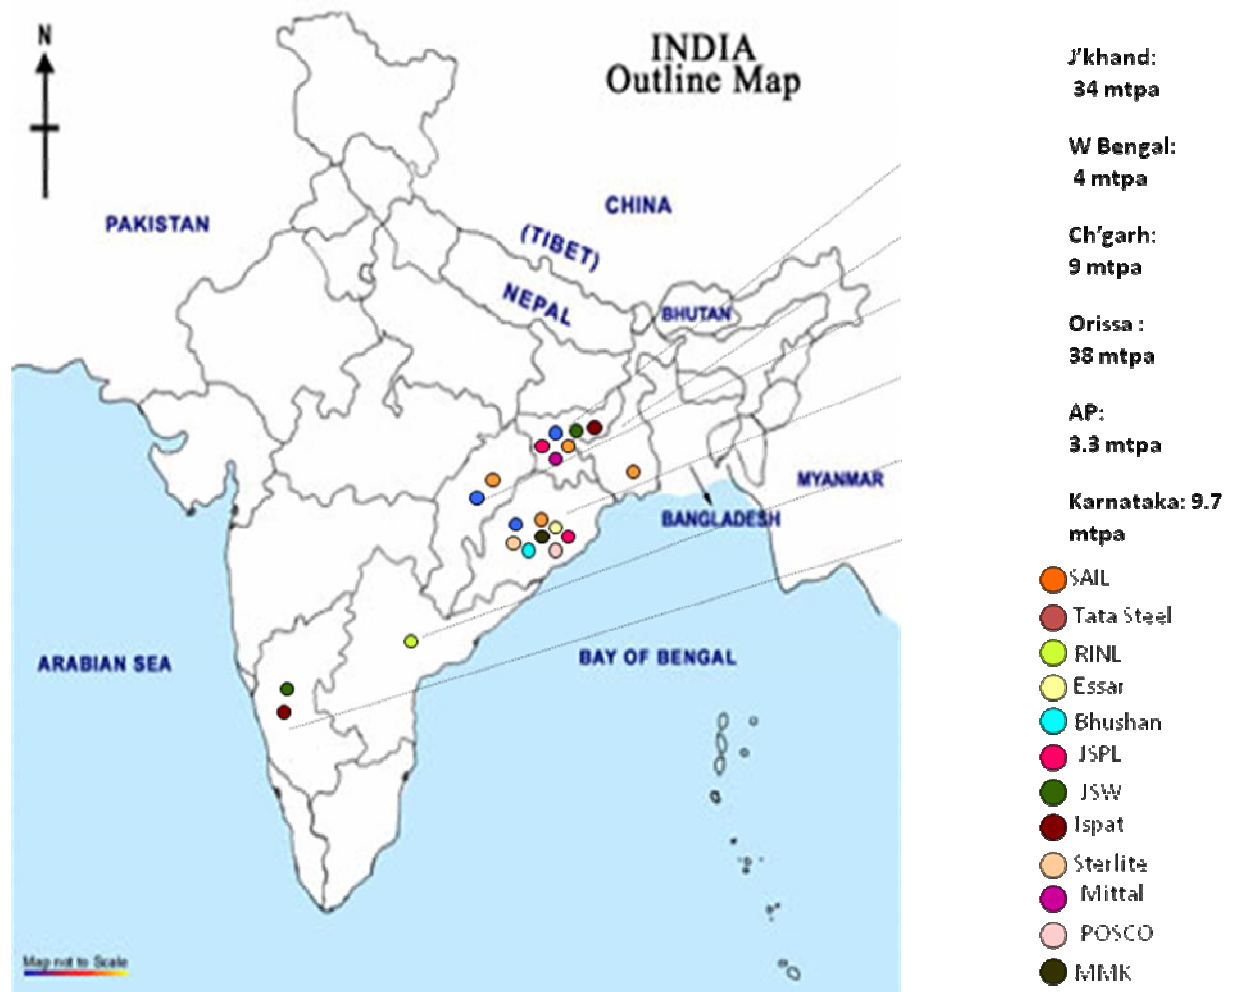 N
INDIA
Outline Map
PAKISTAN
CHINA
(TIBET)
NEPAL
BHUTAN
MYANMAR
BANGLADESH
ARABIAN SEA
BAY OF BENGAL
Map not to Scale
J'khand:
34 mtpa
W Bengal:
4 mtpa
Ch'garh:
9 mtpa
Orissa :
38 mtpa
AP:
3.3 mtpa
Karnataka: 9.7
mtpa
SAIL
Tata Steel
RINL
Essar
Bhushan
JSPL
JSW
Ispat
Sterlite
Mittal
POSCO
MMK